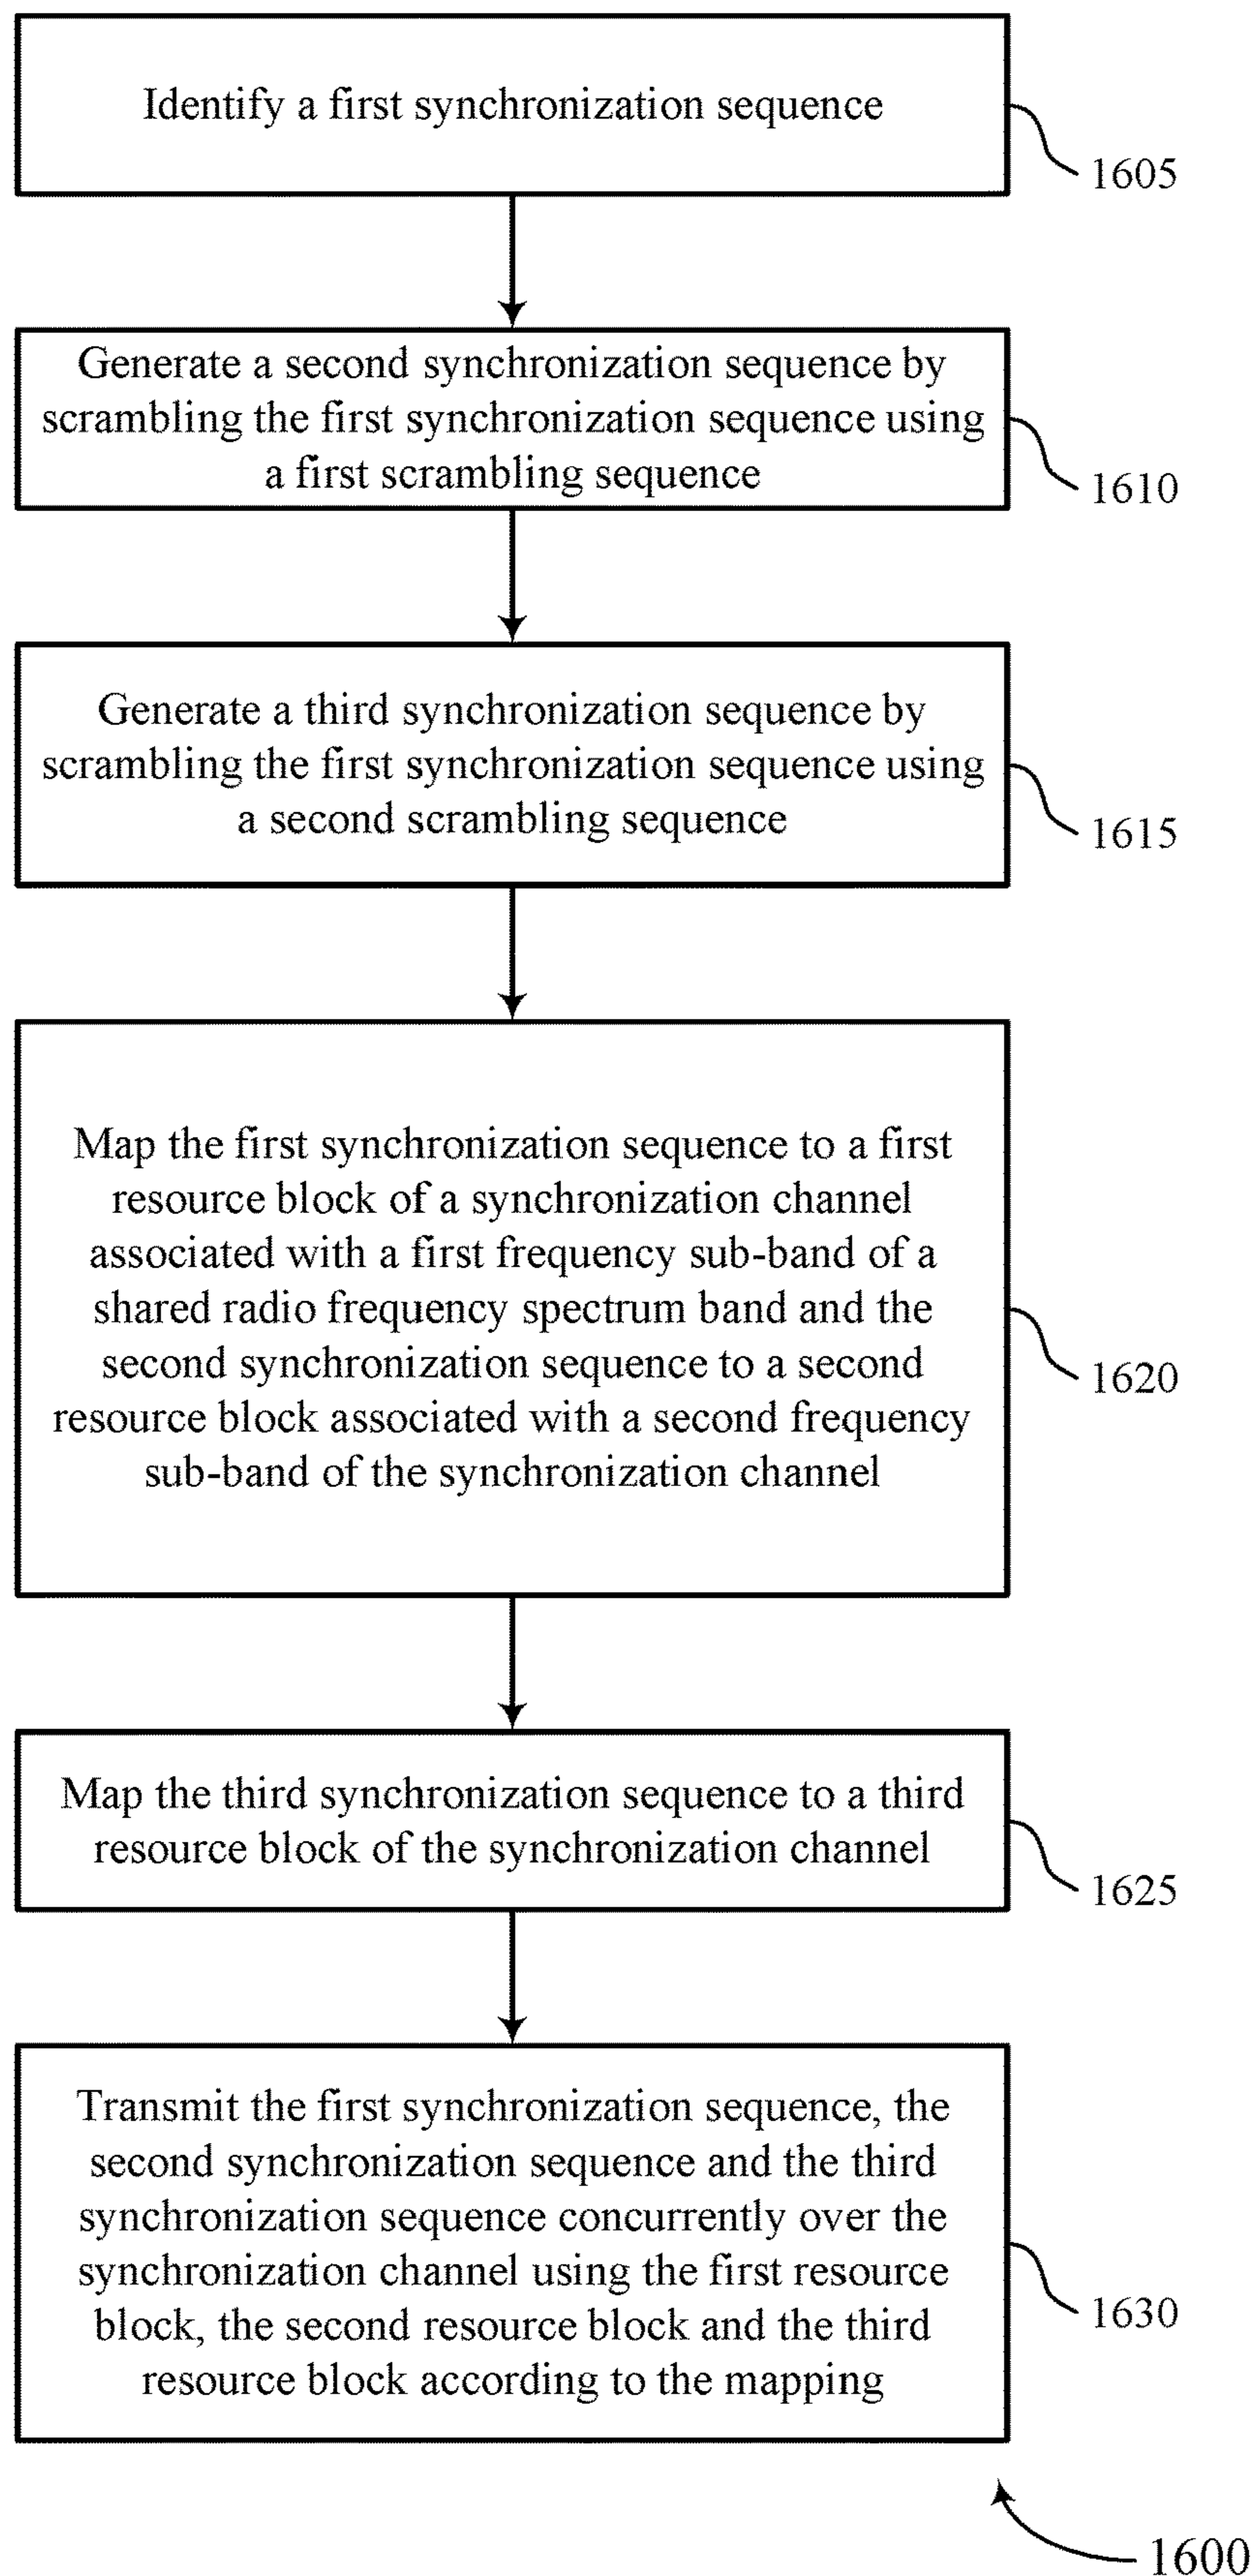 Identify a first synchronization sequence
1605
Generate a second synchronization sequence by
scrambling the first synchronization sequence using
a first scrambling sequence
1610
Generate a third synchronization sequence by
scrambling the first synchronization sequence using
a second scrambling sequence
1615
Map the first synchronization sequence to a first
resource block of a synchronization channel
associated with a first frequency sub-band of a
shared radio frequency spectrum band and the
second synchronization sequence to a second
resource block associated with a second frequency
sub-band of the synchronization channel
1620
Map the third synchronization sequence to a third
resource block of the synchronization channel
1625
Transmit the first synchronization sequence, the
second synchronization sequence and the third
synchronization sequence concurrently over the
synchronization channel using the first resource
block, the second resource block and the third
resource block according to the mapping
1630
1600